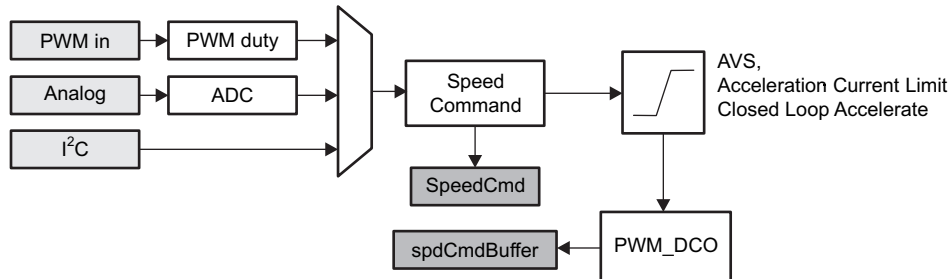 PWM in
PWM duty
Analog
ADC
I²C
Speed
Command
SpeedCmd
AVS,
Acceleration Current Limit
Closed Loop Accelerate
PWM_DCO
spdCmdBuffer